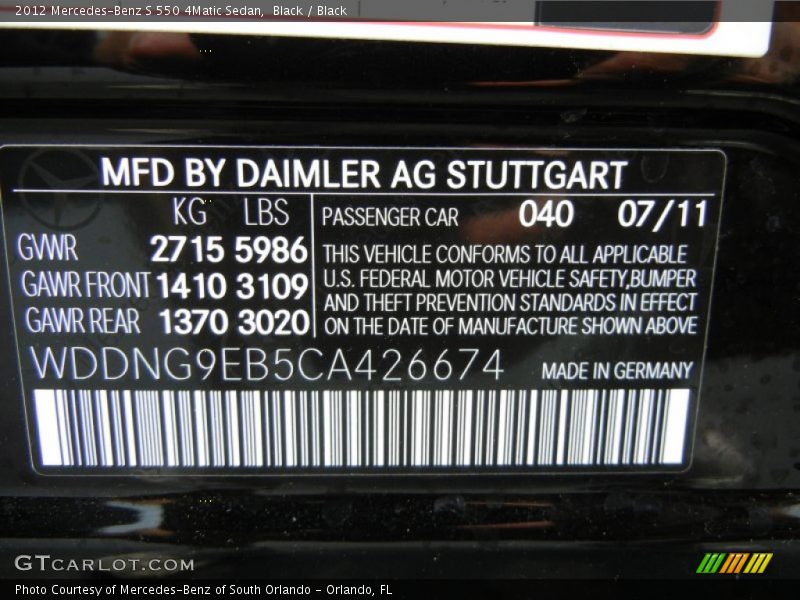 2012 Mercedes-Benz S 550 4Matic Sedan, Black / Black
MFD BY DAIMLER AG STUTTGART
KG LBS
GVWR 2715 5986
GAWR FRONT 1410 3109
GAWR REAR 1370 3020
PASSENGER CAR 040 07/11
THIS VEHICLE CONFORMS TO ALL APPLICABLE
U.S. FEDERAL MOTOR VEHICLE SAFETY,BUMPER
AND THEFT PREVENTION STANDARDS IN EFFECT
ON THE DATE OF MANUFACTURE SHOWN ABOVE
WDDNG9EB5CA426674 MADE IN GERMANY
GTCARLOT.COM
Photo Courtesy of Mercedes-Benz of South Orlando - Orlando, FL